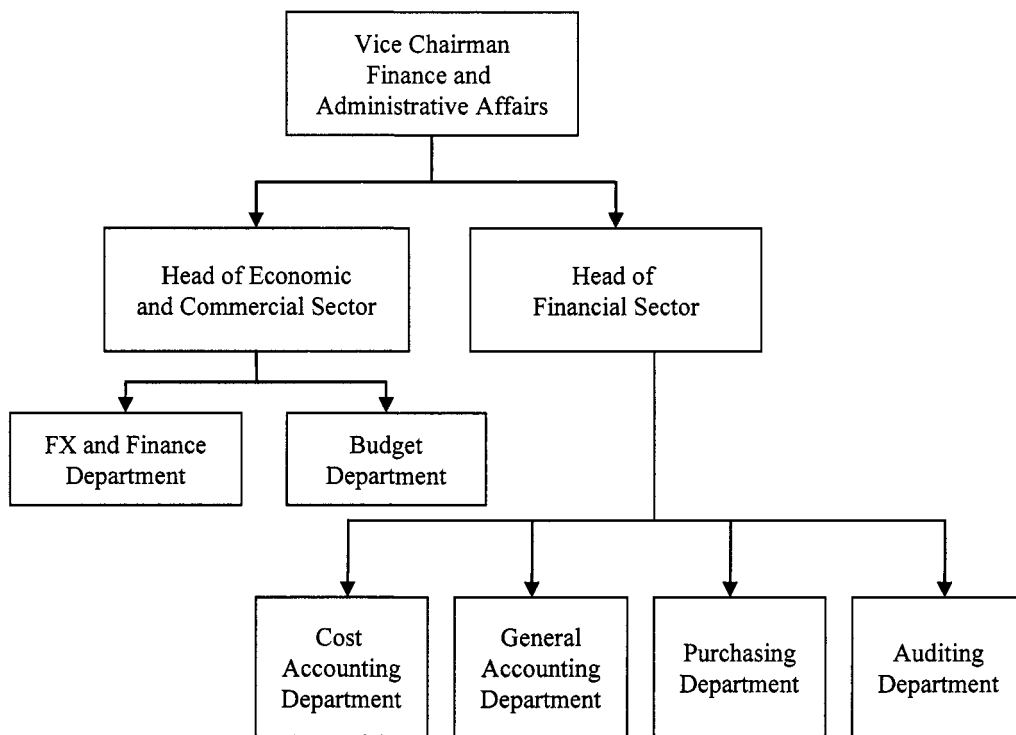 Vice Chairman
Finance and
Administrative Affairs
Head of Economic
and Commercial Sector
Head of
Financial Sector
FX and Finance
Department
Budget
Department
Cost
Accounting
Department
General
Accounting
Department
Purchasing
Department
Auditing
Department